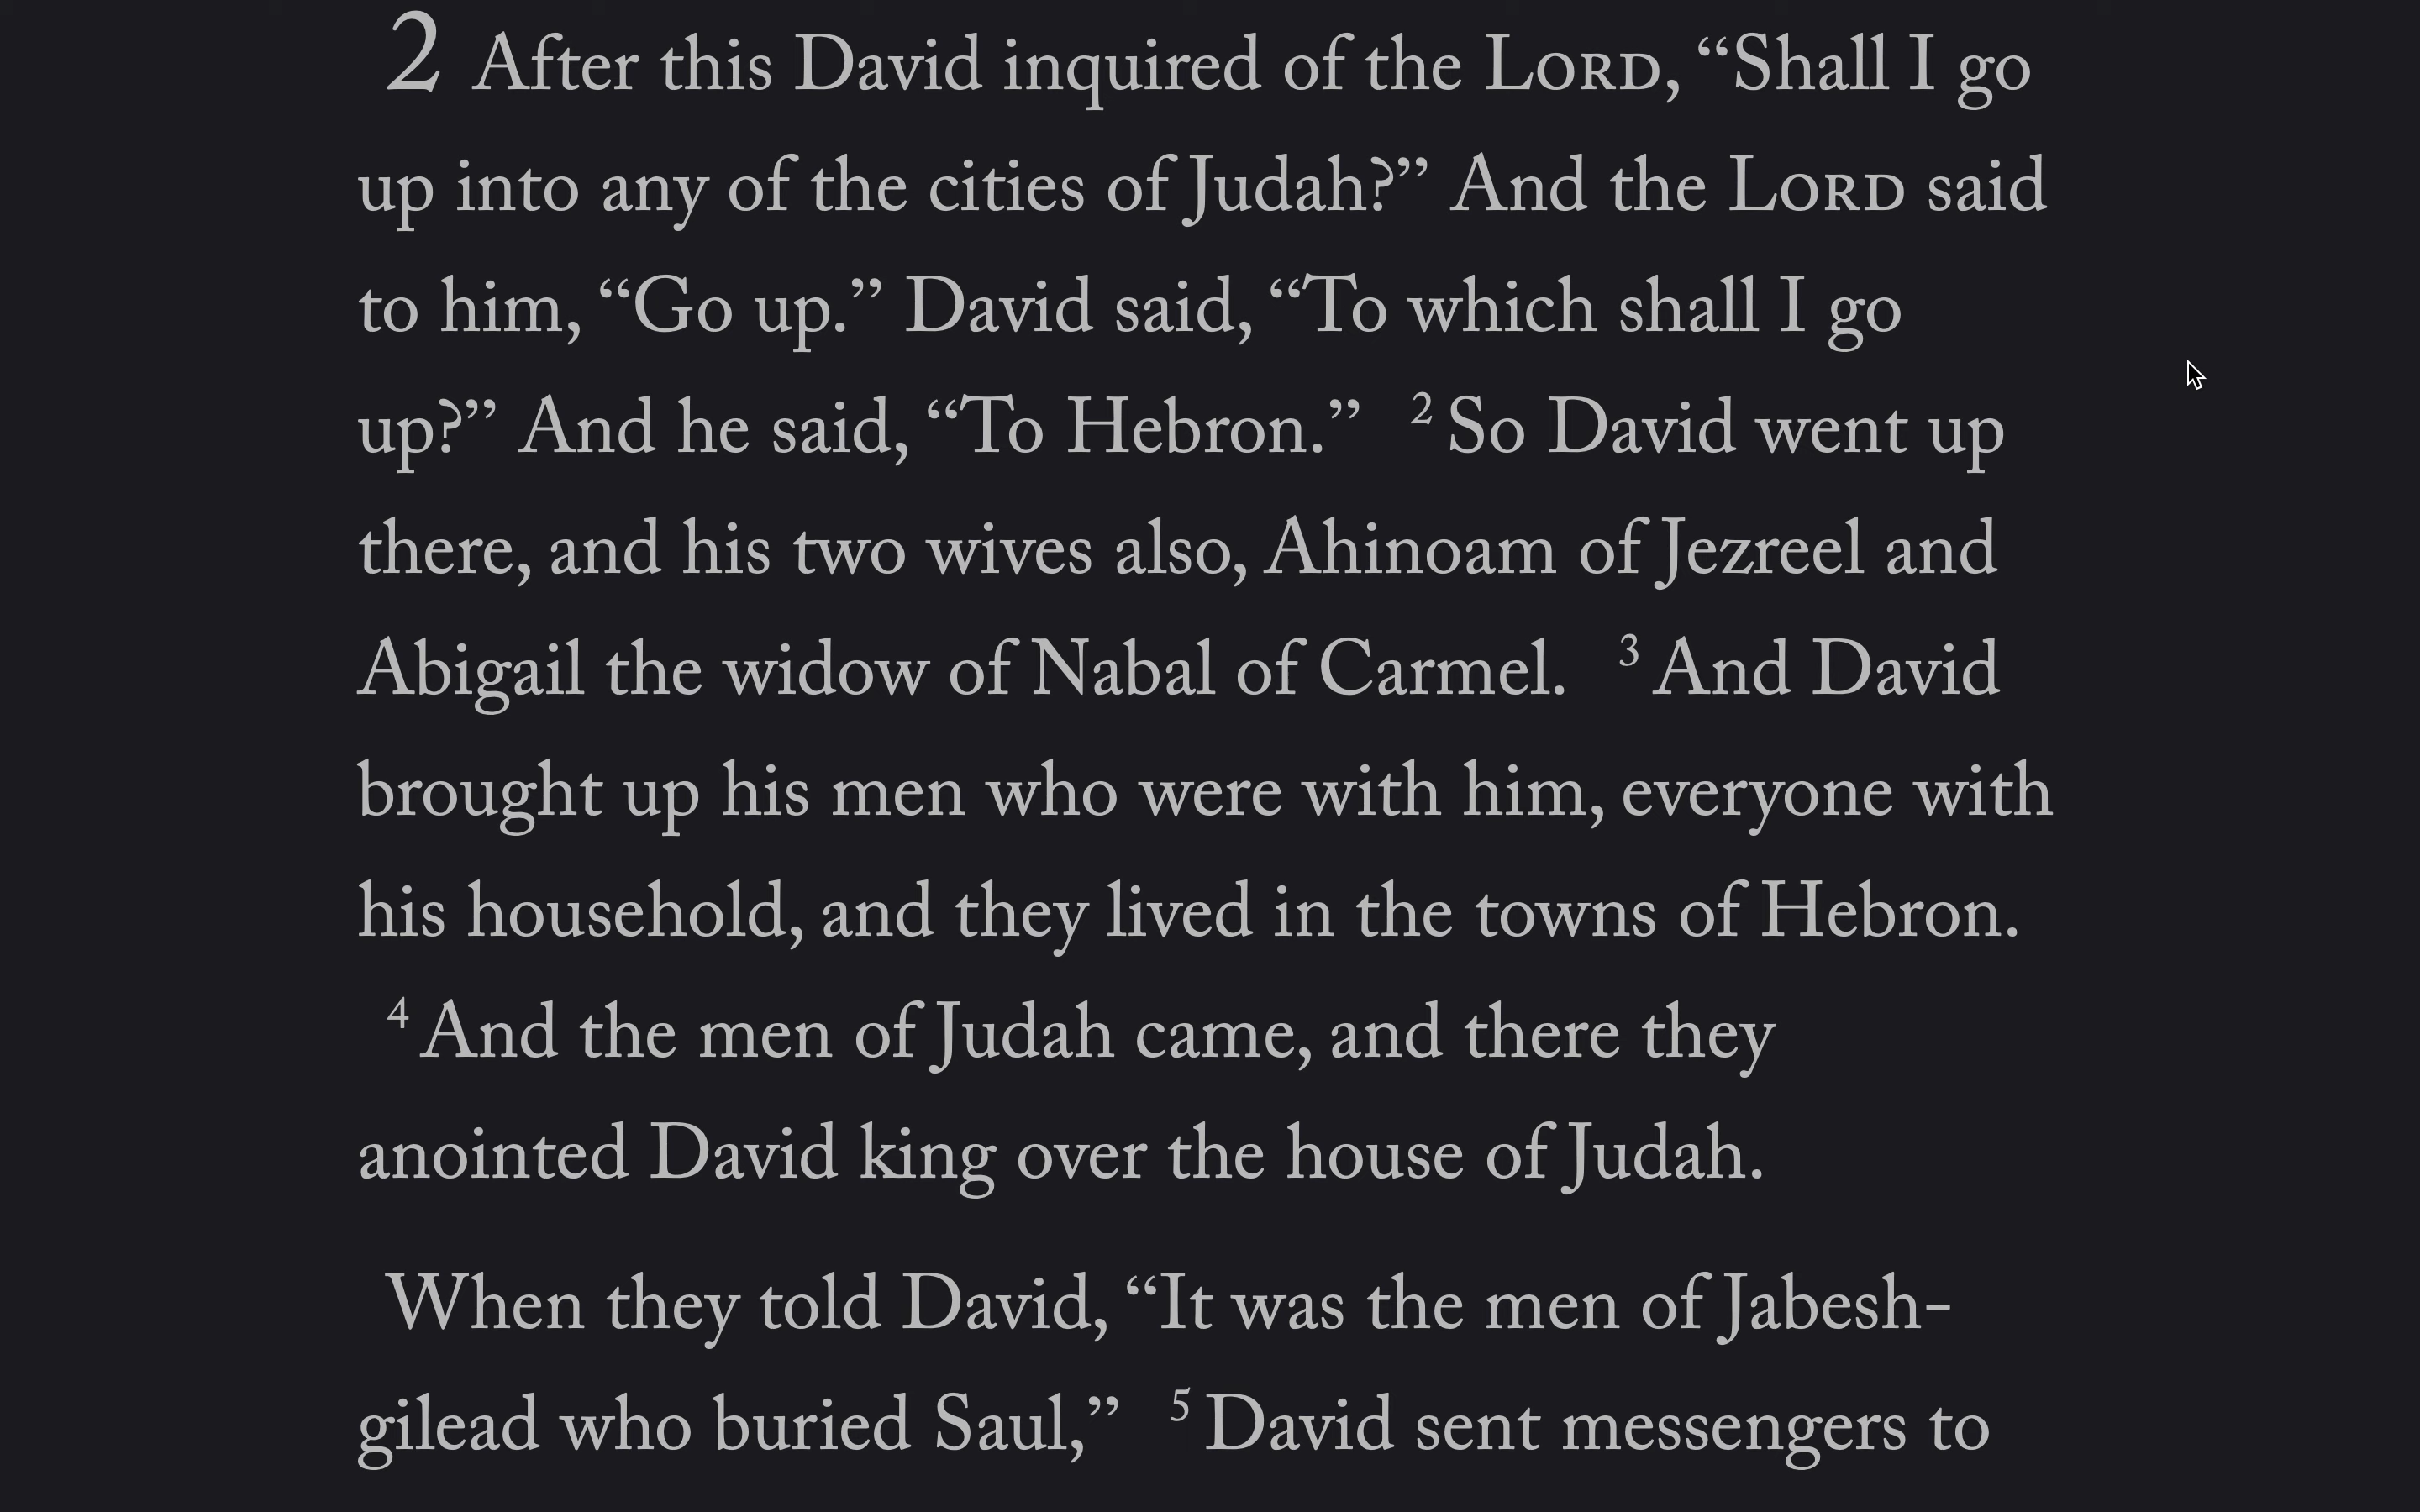 2 After this David inquired of the LORD, “Shall I go
up into any of the cities of Judah?” And the LORD said
to him, “Go up.” David said, “To which shall I go
up?” And he said, “To Hebron.” 2 So David went up
there, and his two wives also, Ahinoam of Jezreel and
Abigail the widow of Nabal of Carmel. 3 And David
brought up his men who were with him, everyone with
his household, and they lived in the towns of Hebron.
4 And the men of Judah came, and there they
anointed David king over the house of Judah.
When they told David, “It was the men of Jabesh-
gilead who buried Saul,” 5 David sent messengers to